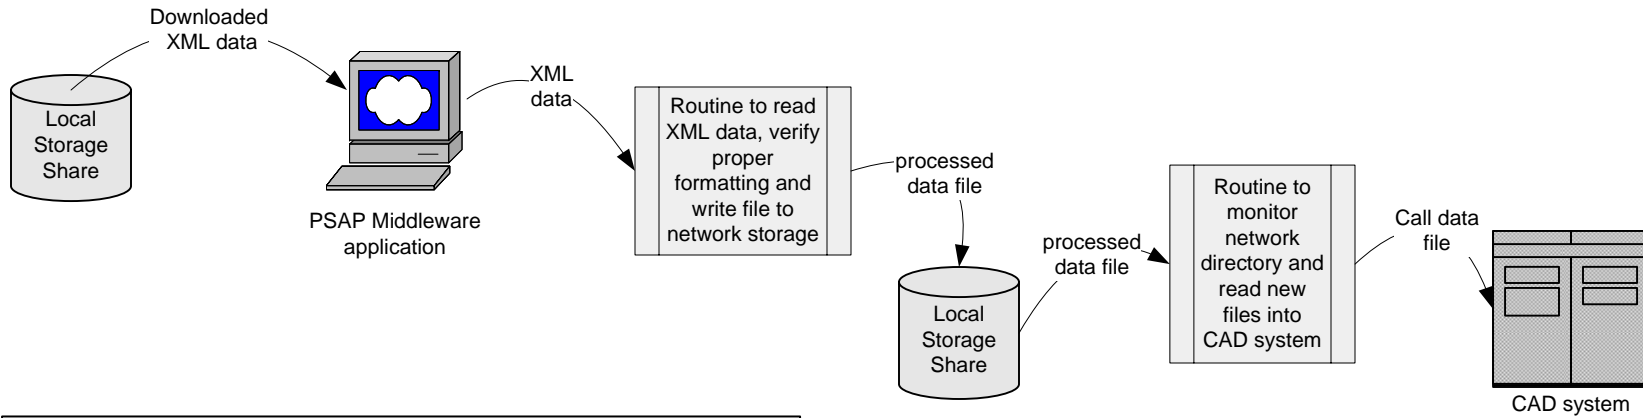 Downloaded
XML data
Local
Storage
Share
PSAP Middleware
application
XML
data
Routine to read
XML data, verify
proper
formatting and
write file to
network storage
processed
data file
Local
Storage
Share
processed
data file
Routine to
monitor
network
directory and
read new
files into
CAD system
Call data
file
CAD system